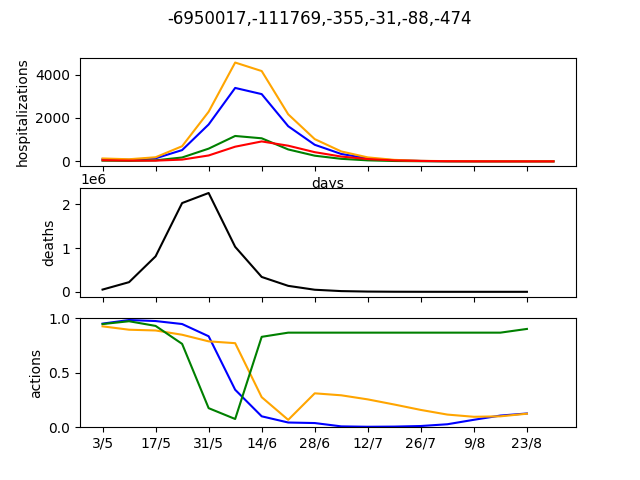 -6950017,-111769,-355,-31,-88,-474
hospitalizations
4000
2000
0
days
1e6
deaths
2
1
0
actions
1.0
0.5
0.0
3/5 17/5 31/5 14/6 28/6 12/7 26/7 9/8 23/8